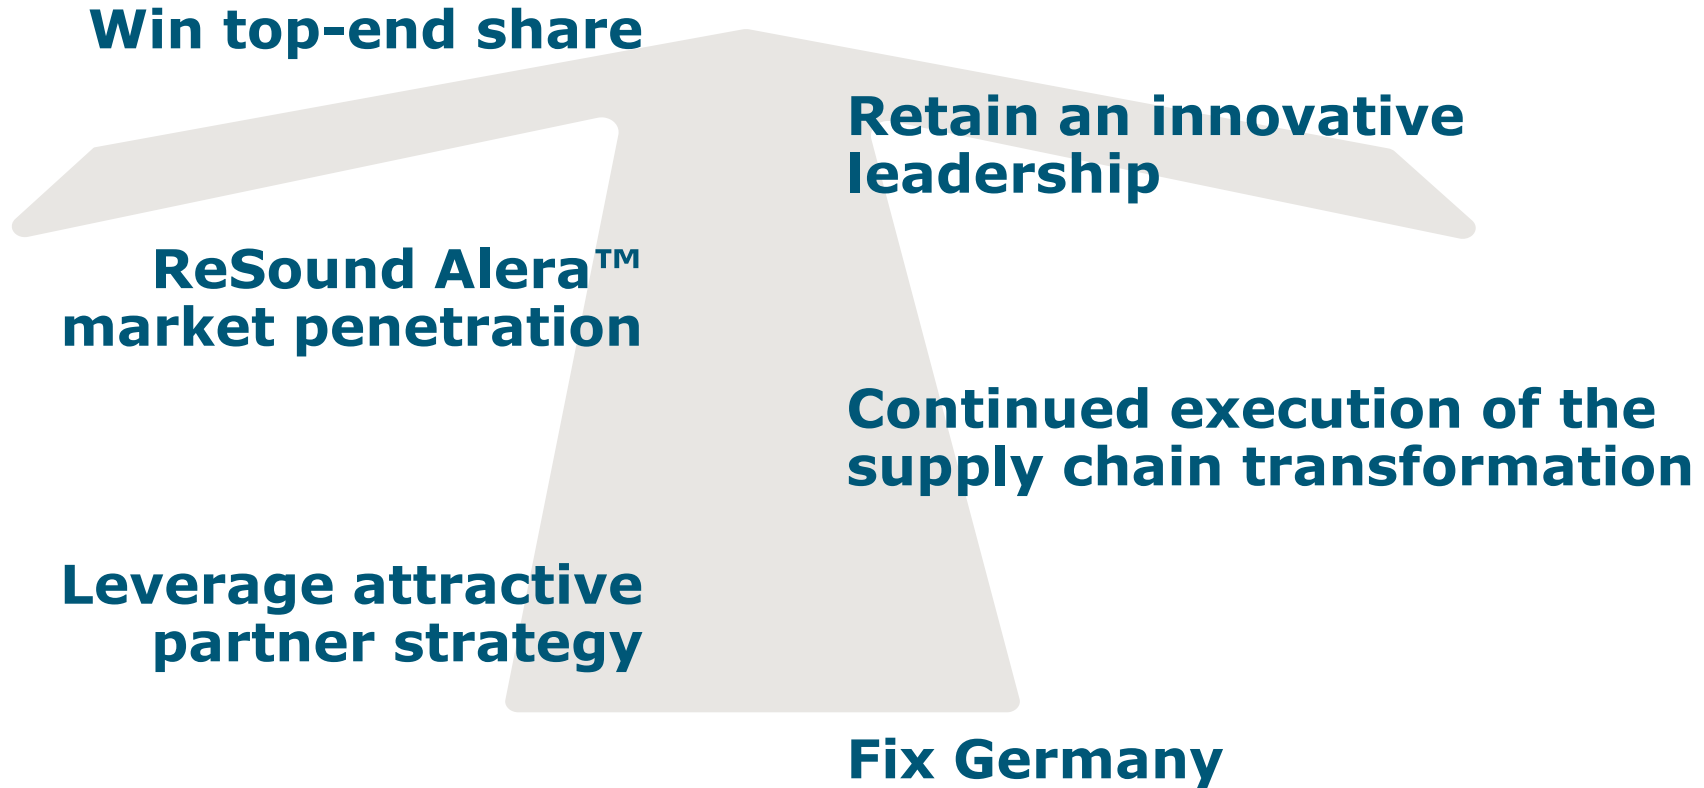 Win top-end share
Retain an innovative
leadership
ReSound Alera™
market penetration
Continued execution of the
supply chain transformation
Leverage attractive
partner strategy
Fix Germany